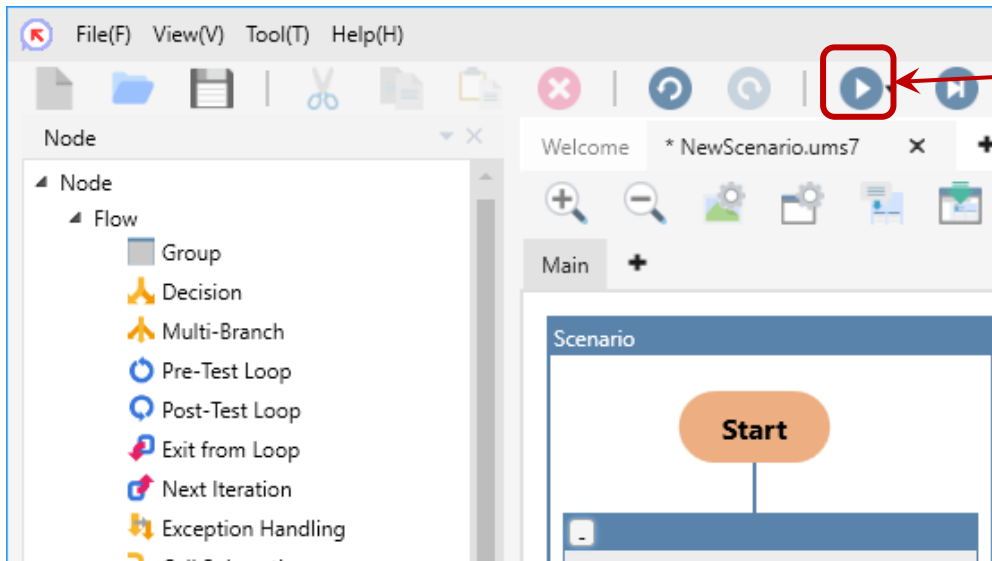 File(F) View(V) Tool(T) Help(H)
Node
Welcome * NewScenario.ums7
Node
Flow
Group
Decision
Multi-Branch
Pre-Test Loop
Post-Test Loop
Exit from Loop
Next Iteration
Exception Handling
Main
Scenario
Start